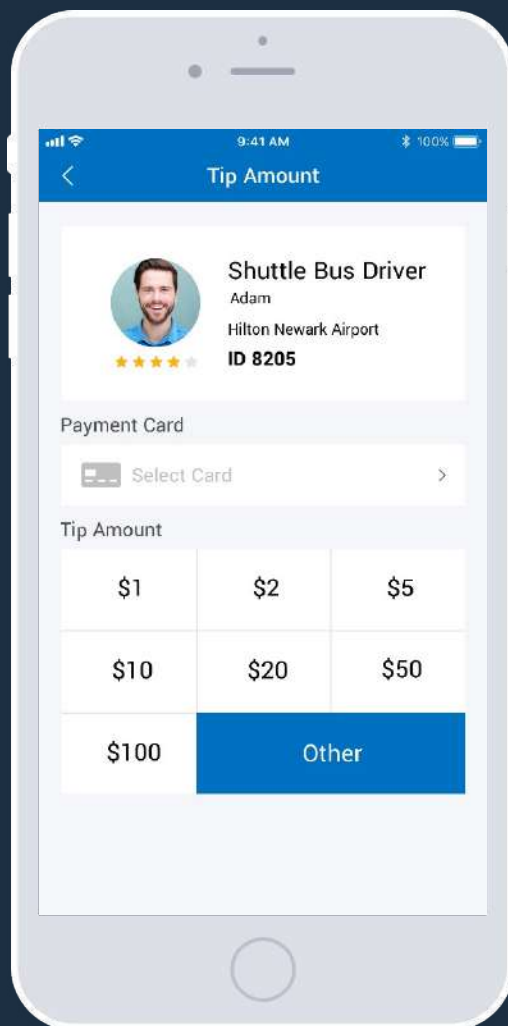 9:41 AM
100%
Tip Amount
Shuttle Bus Driver
Adam
Hilton Newark Airport
ID 8205
Payment Card
Select Card
Tip Amount
$1 $2 $5
$10 $20 $50
$100 Other